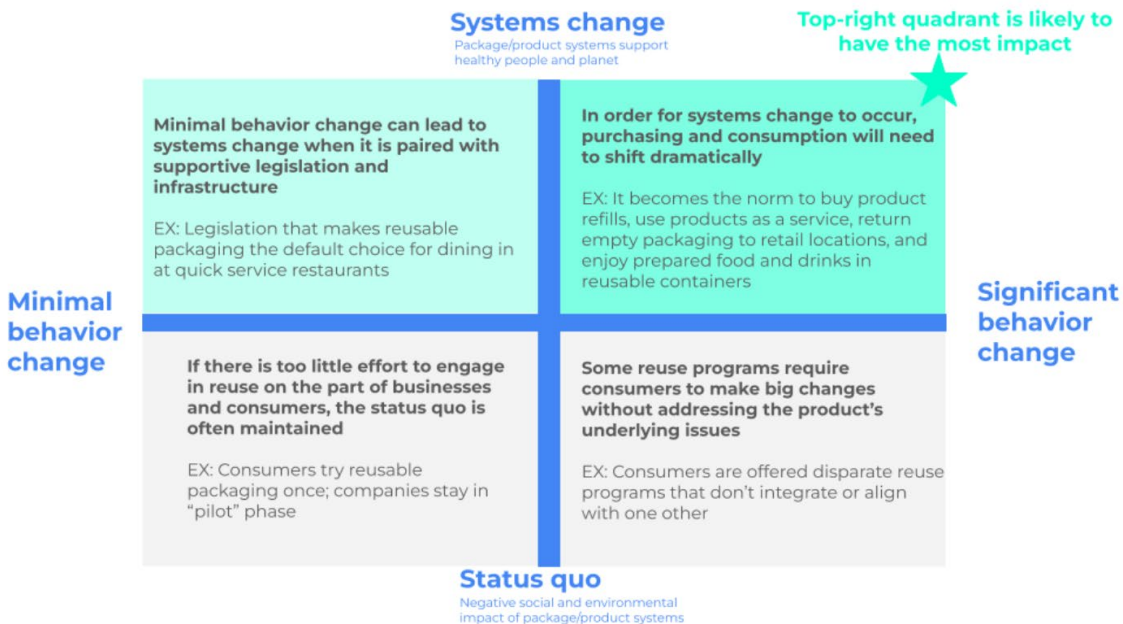 Systems change
Package/product systems support
healthy people and planet
Top-right quadrant is likely to
have the most impact
Minimal behavior change can lead to
systems change when it is paired with
supportive legislation and
infrastructure
EX: Legislation that makes reusable
packaging the default choice for dining in
at quick service restaurants
In order for systems change to occur,
purchasing and consumption will need
to shift dramatically
EX: It becomes the norm to buy product
refills, use products as a service, return
empty packaging to retail locations, and
enjoy prepared food and drinks in
reusable containers
Minimal
behavior
change
Significant
behavior
change
If there is too little effort to engage
in reuse on the part of businesses
and consumers, the status quo is
often maintained
EX: Consumers try reusable
packaging once; companies stay in
“pilot” phase
Some reuse programs require
consumers to make big changes
without addressing the product’s
underlying issues
EX: Consumers are offered disparate reuse
programs that don’t integrate or align
with one other
Status quo
Negative social and environmental
impact of package/product systems